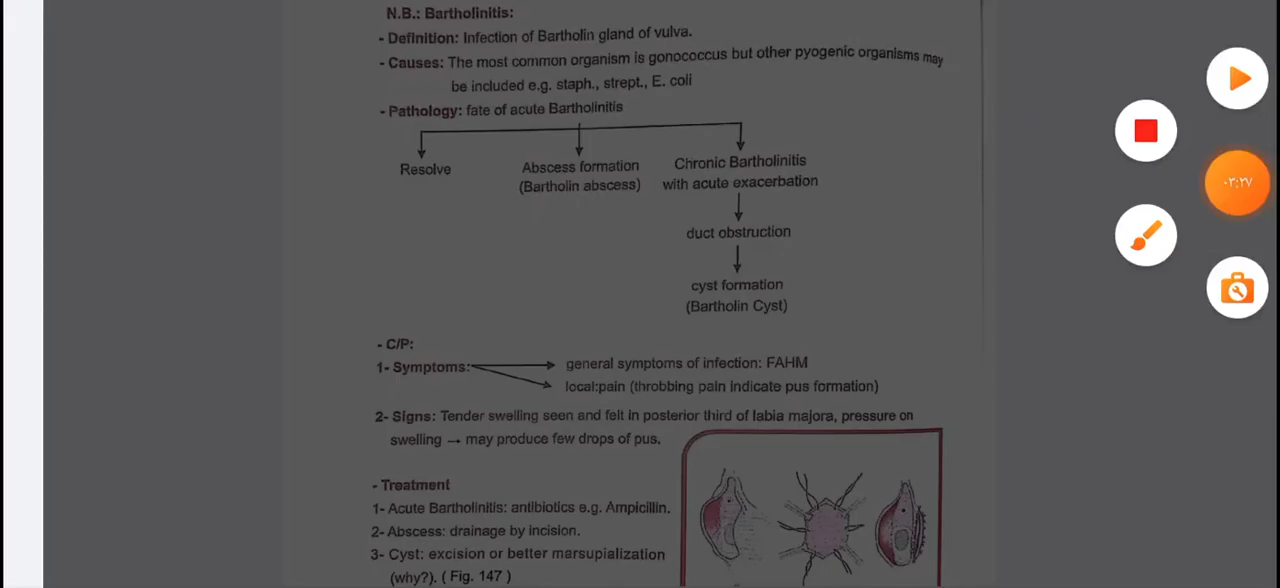 N.B.: Bartholinitis:
- Definition: Infection of Bartholin gland of vulva.
- Causes: The most common organism is gonococcus but other pyogenic organisms may
be included e.g. staph., strept., E. coli
- Pathology: fate of acute Bartholinitis
Resolve
Abscess formation
(Bartholin abscess)
Chronic Bartholinitis
with acute exacerbation
duct obstruction
cyst formation
(Bartholin Cyst)
- C/P:
1- Symptoms:
general symptoms of infection: FAHM
local:pain (throbbing pain indicate pus formation)
2- Signs: Tender swelling seen and felt in posterior third of labia majora, pressure on
swelling → may produce few drops of pus.
- Treatment
1- Acute Bartholinitis: antibiotics e.g. Ampicillin.
2- Abscess: drainage by incision.
3- Cyst: excision or better marsupialization
(why?). ( Fig. 147 )
٠٣:٢٧